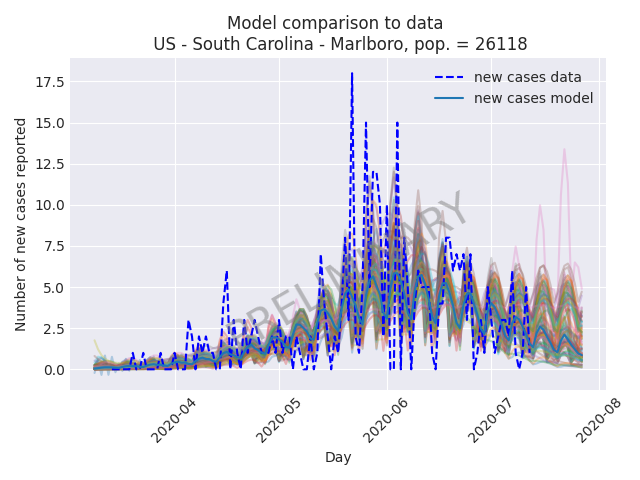 Model comparison to data
US - South Carolina - Marlboro, pop. = 26118
new cases data
new cases model
PRELIMINARY
Number of new cases reported
17.5
15.0
12.5
10.0
7.5
5.0
2.5
0.0
2020-04
2020-05
2020-06
2020-07
2020-08
Day